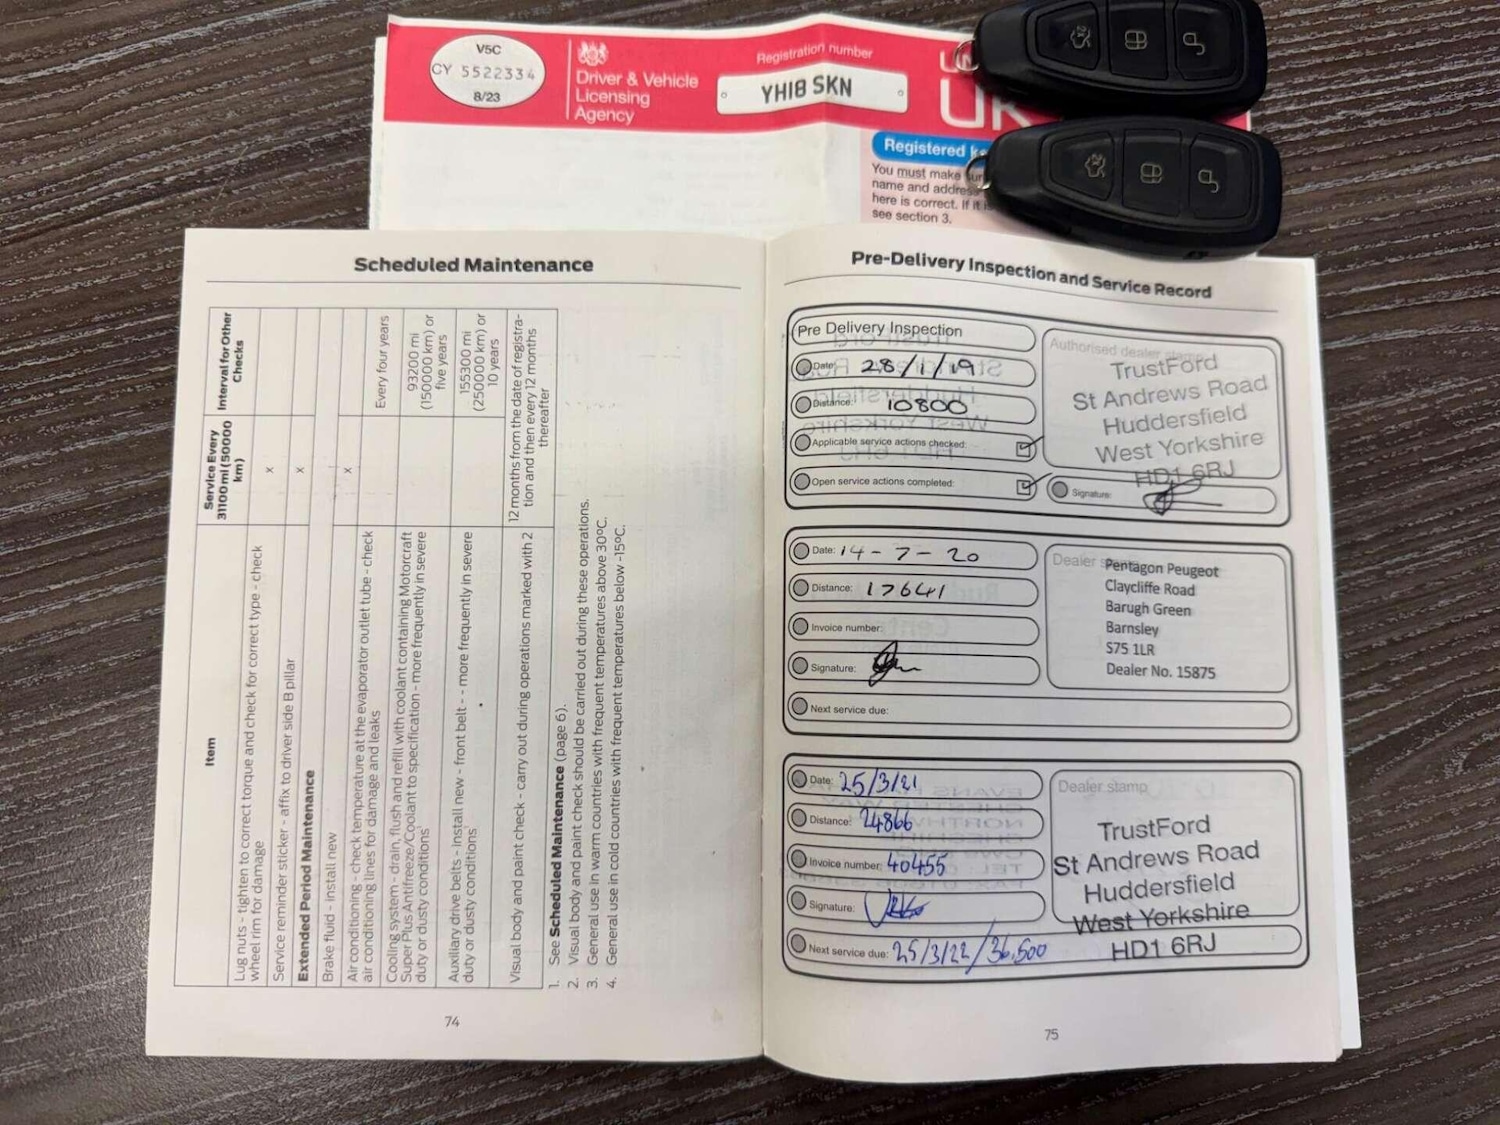 V5C
CY 5522334
8/23
Driver & Vehicle
Licensing
Agency
Registration number
YH18 SKN
UK
Registered
You must make
name and address
here is correct. If it
see section 3.
Scheduled Maintenance
Item
Service Every 31100 mi (50000 km)
Interval for Other Checks
Lug nuts - tighten to correct torque and check for correct type - check
wheel rim for damage
x
Service reminder sticker - affix to driver side B pillar
x
Extended Period Maintenance
Brake fluid - install new
Air conditioning - check temperature at the evaporator outlet tube - check
air conditioning lines for damage and leaks
x
Cooling system - drain, flush and refill with coolant containing Motorcraft
Super Plus Antifreeze/Coolant to specification - more frequently in severe
duty or dusty conditions
Every four years
93200 mi
(150000 km) or
five years
Auxiliary drive belts - install new - front belt - - more frequently in severe
duty or dusty conditions
155300 mi
(250000 km) or
10 years
Visual body and paint check - carry out during operations marked with 2
12 months from the date of registra-
tion and then every 12 months
thereafter
1. See Scheduled Maintenance (page 6).
2. Visual body and paint check should be carried out during these operations.
3. General use in warm countries with frequent temperatures above 30°C.
4. General use in cold countries with frequent temperatures below -15°C.
74
Pre-Delivery Inspection and Service Record
Pre Delivery Inspection
Date: 28/1/19
Distance: 10800
Applicable service actions checked:
Open service actions completed:
Authorised dealer stamp
TrustFord
St Andrews Road
Huddersfield
West Yorkshire
HD1 6RJ
Signature:
Date: 14-7-20
Distance: 17641
Invoice number:
Signature:
Next service due:
Dealer
Pentagon Peugeot
Claycliffe Road
Barugh Green
Barnsley
S75 1LR
Dealer No. 15875
Date: 25/3/21
Distance: 24866
Invoice number: 40455
Signature:
Next service due: 25/3/22/36,500
Dealer stamp
TrustFord
St Andrews Road
Huddersfield
West Yorkshire
HD1 6RJ
75